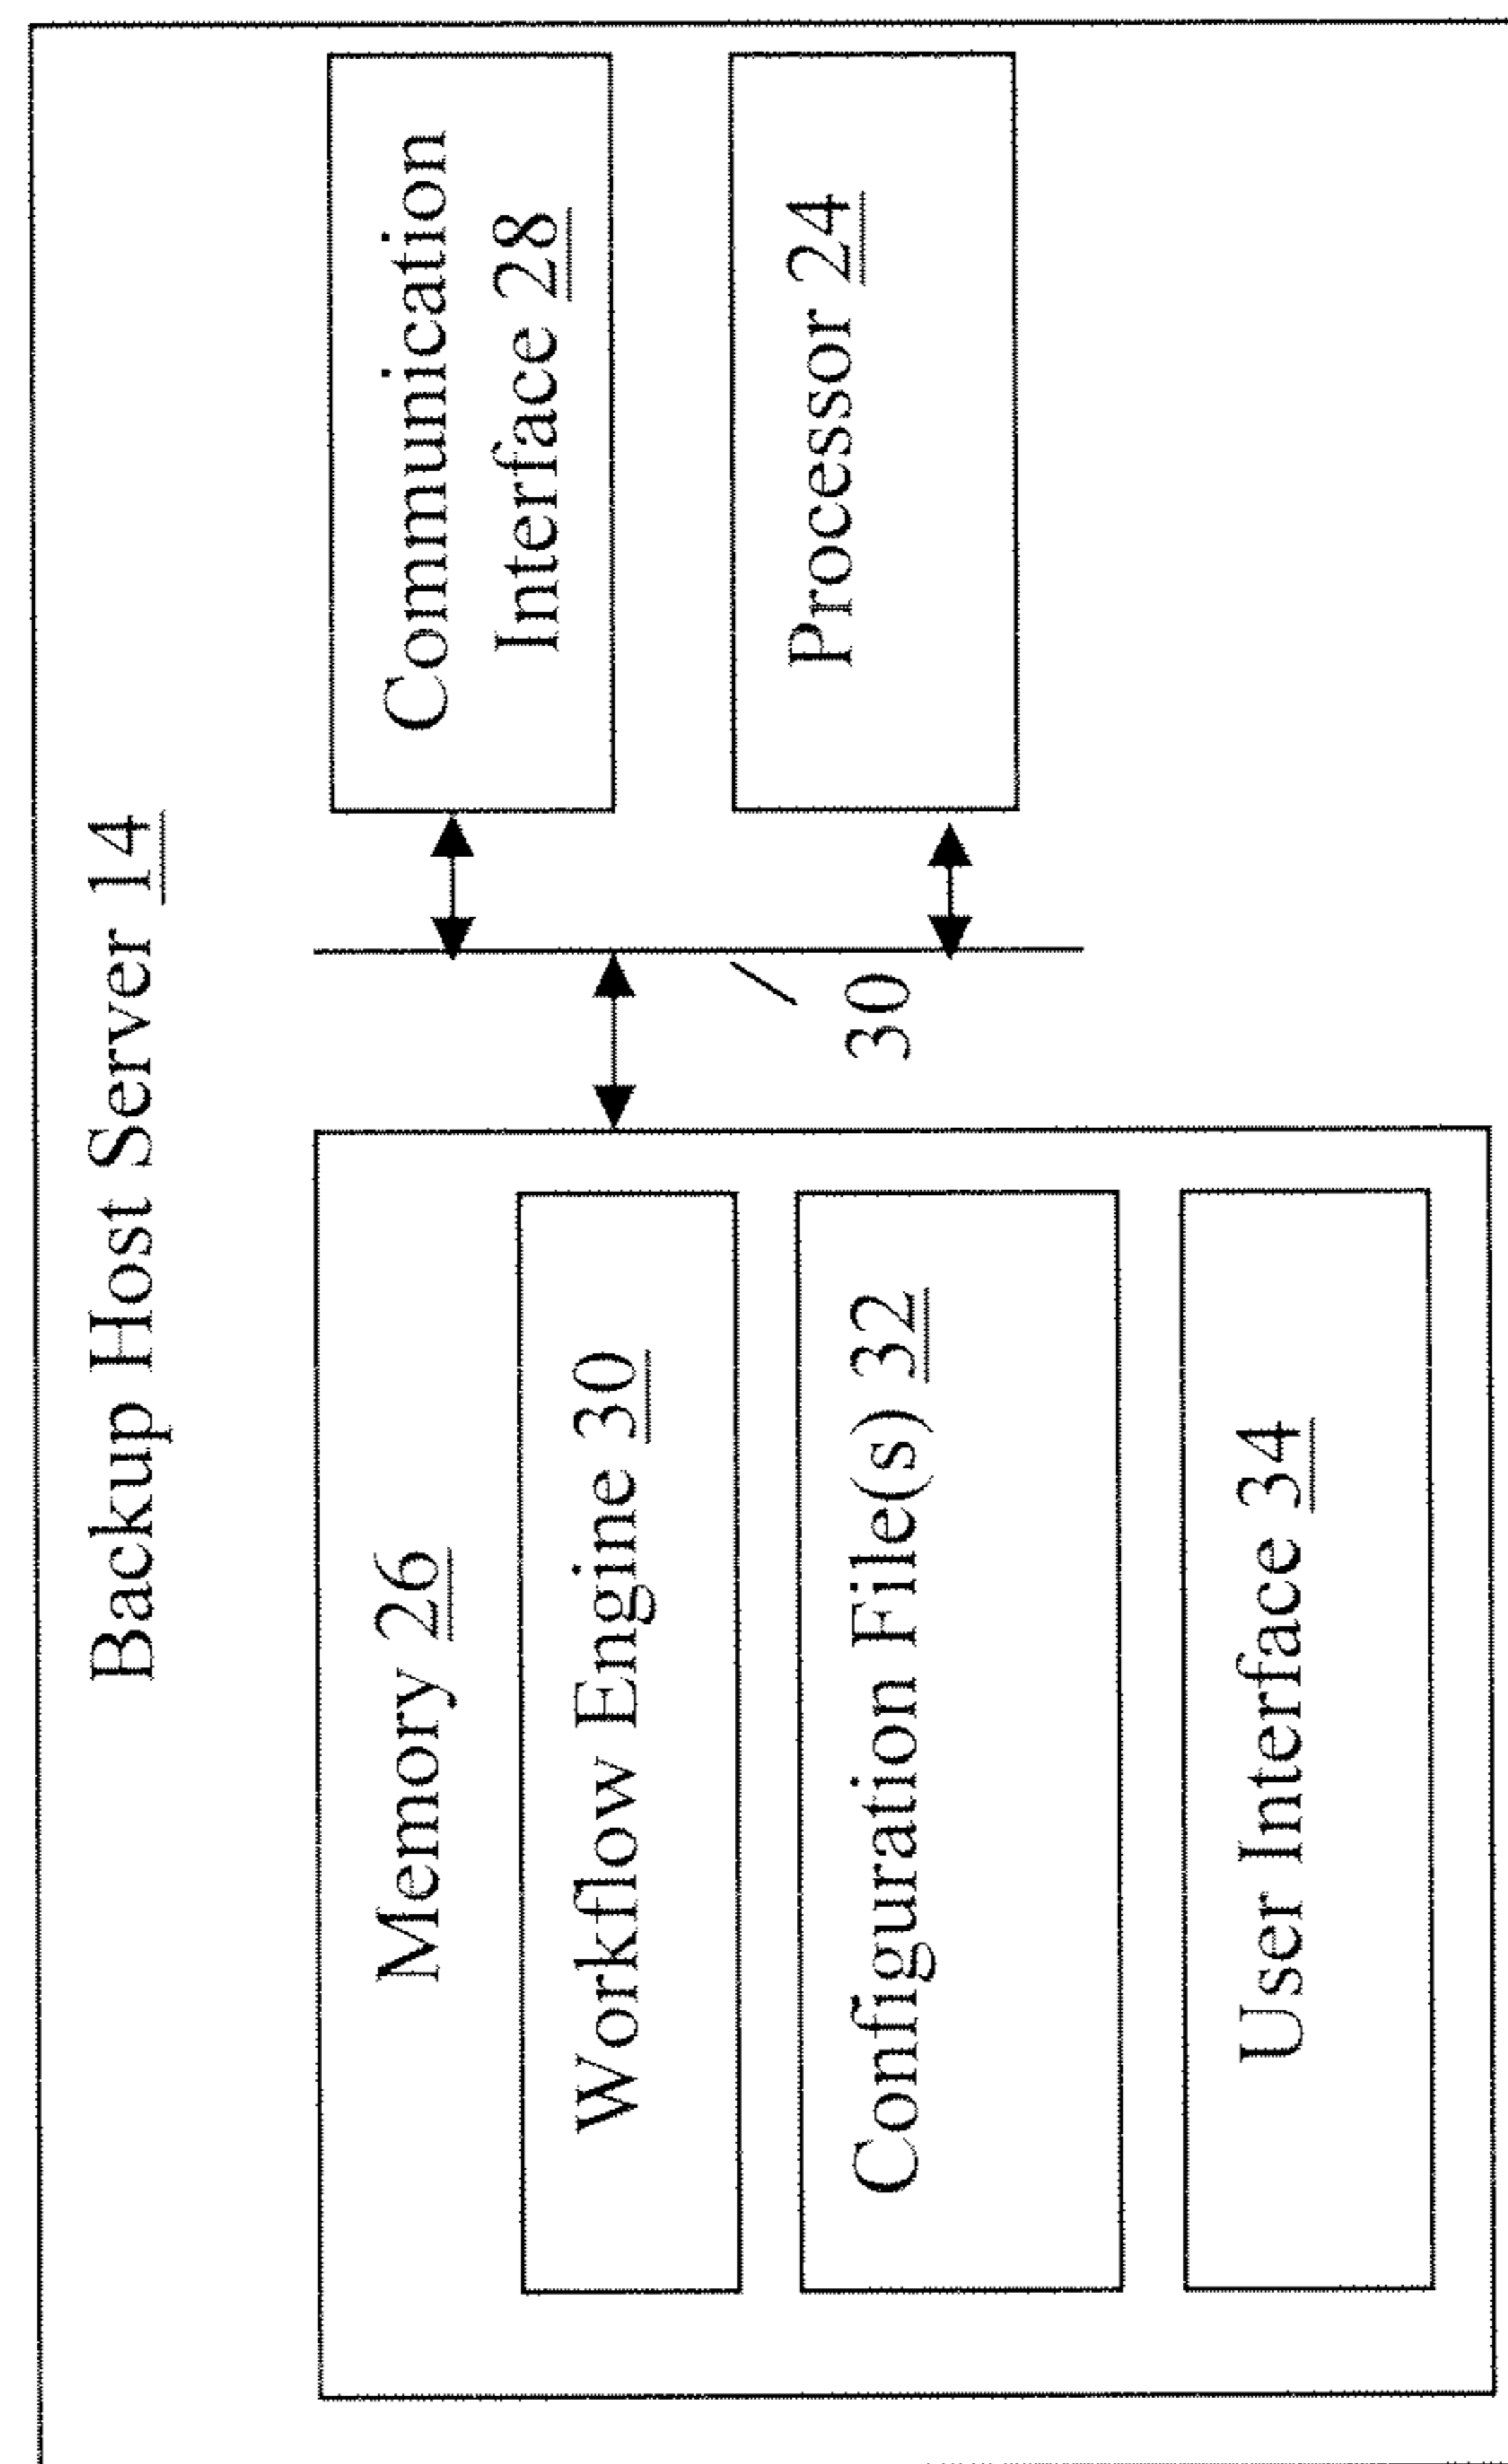 Backup Host Server 14
Memory 26
Workflow Engine 30
Configuration File(s) 32
User Interface 34
30
Communication
Interface 28
Processor 24